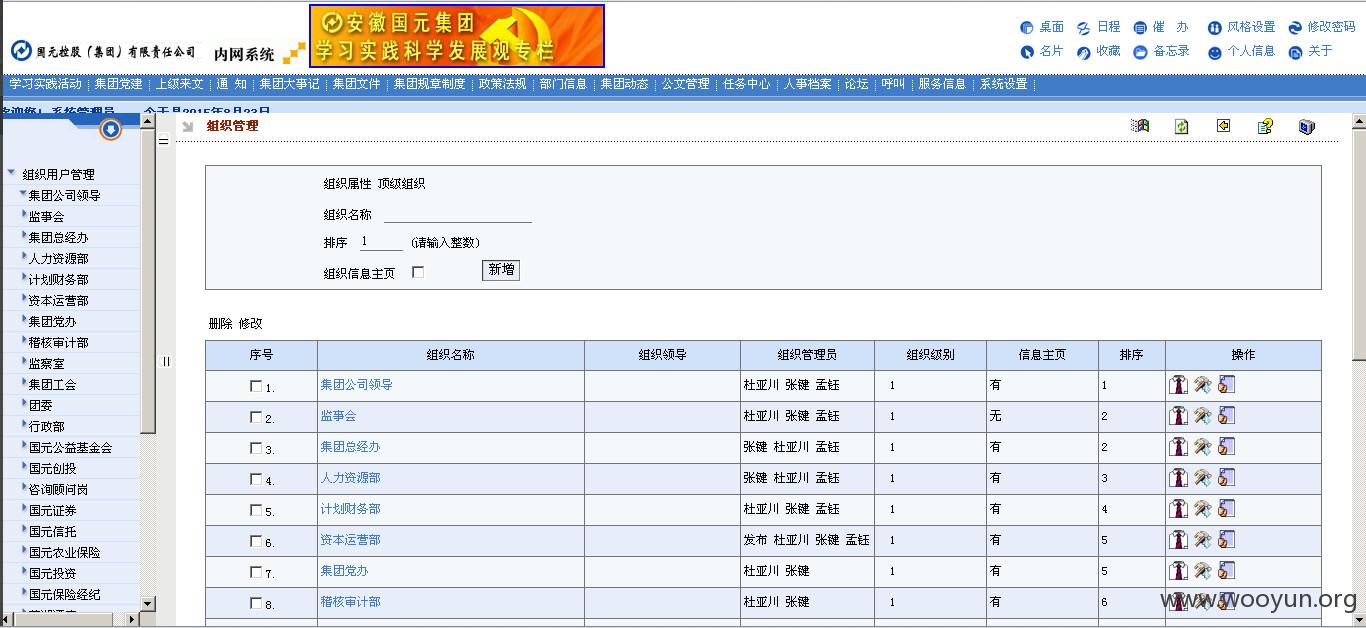 国元控股（集团）有限责任公司 内网系统
安徽国元集团
学习实践科学发展观专栏
桌面 日程 催 办 风格设置 修改密码
名片 收藏 备忘录 个人信息 关于
学习实践活动 集团党建 上级来文 通 知 集团大事记 集团文件 集团规章制度 政策法规 部门信息 集团动态 公文管理 任务中心 人事档案 论坛 呼叫 服务信息 系统设置
欢迎您！系统管理员 今天是2015年8月23日
组织用户管理
集团公司领导
监事会
集团总经办
人力资源部
计划财务部
资本运营部
集团党办
稽核审计部
监察室
集团工会
团委
行政部
国元公益基金会
国元创投
咨询顾问岗
国元证券
国元信托
国元农业保险
国元投资
国元保险经纪
组织管理
组织属性 顶级组织
组织名称
排序 1 (请输入整数)
组织信息主页 新增
删除 修改
序号 组织名称 组织领导 组织管理员 组织级别 信息主页 排序 操作
1. 集团公司领导 杜亚川 张键 孟钰 1 有 1
2. 监事会 杜亚川 张键 孟钰 1 无 2
3. 集团总经办 张键 杜亚川 孟钰 1 有 2
4. 人力资源部 张键 杜亚川 孟钰 1 有 3
5. 计划财务部 杜亚川 张键 孟钰 1 有 4
6. 资本运营部 发布 杜亚川 张键 孟钰 1 有 5
7. 集团党办 杜亚川 张键 1 有 5
8. 稽核审计部 杜亚川 张键 1 有 6
www.wooyun.org